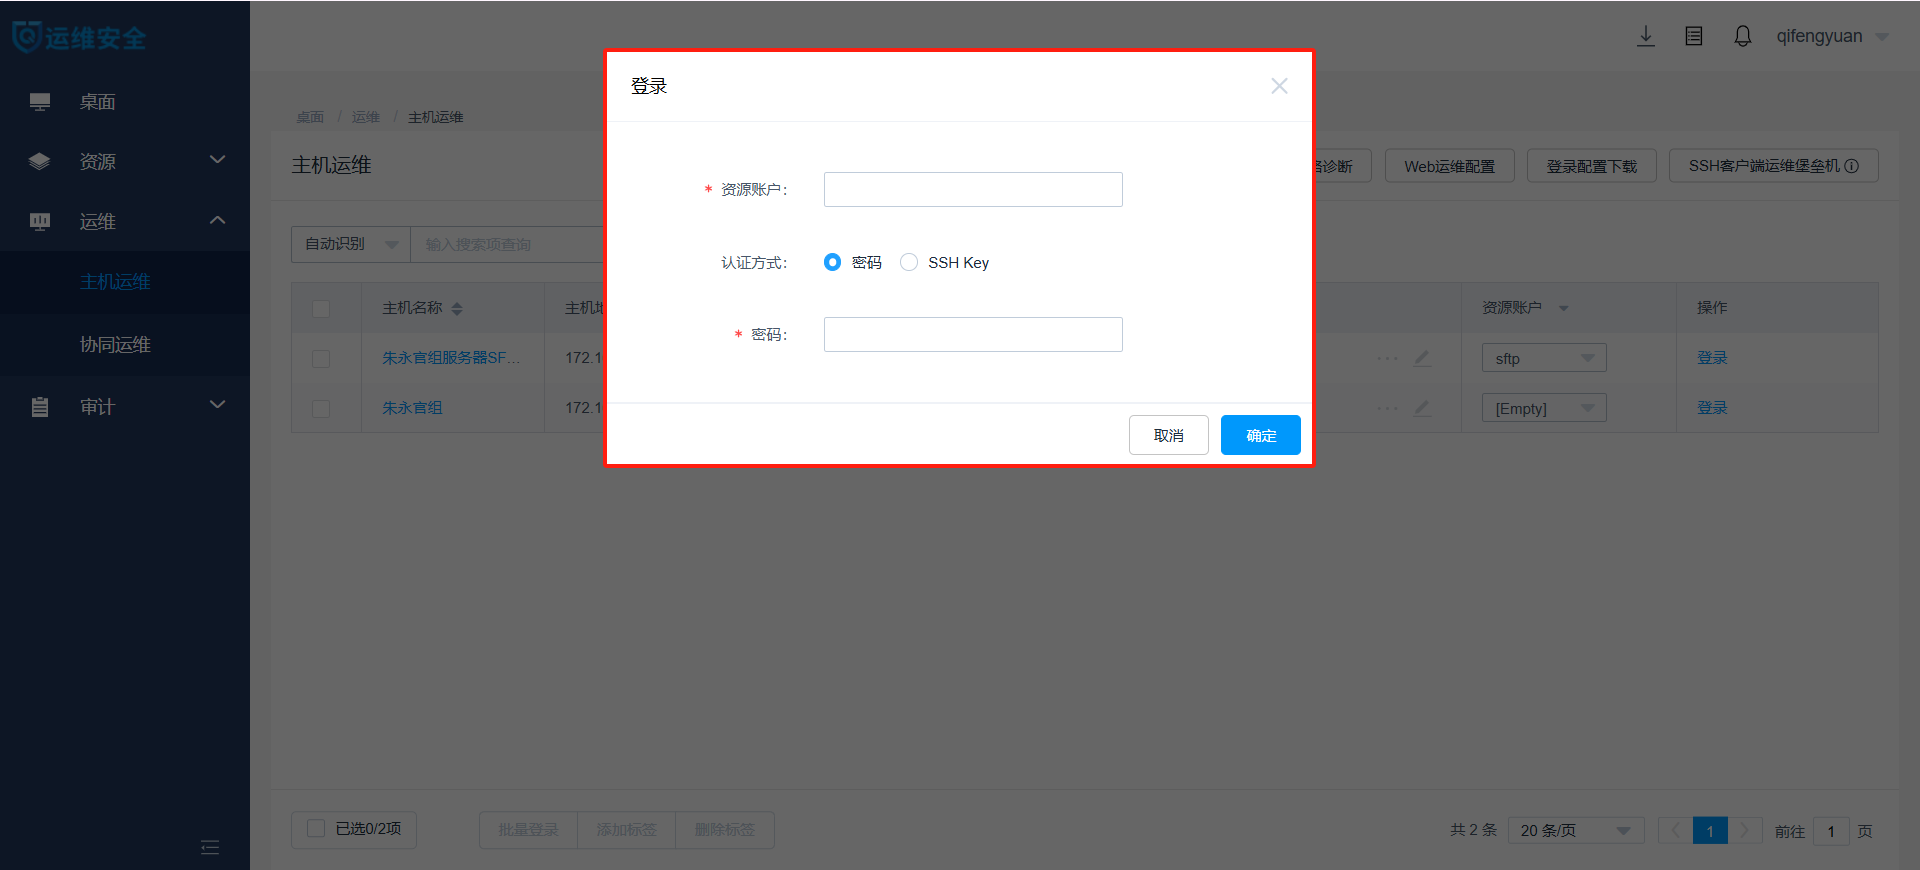 运维安全
qifengyuan
桌面
资源
运维
主机运维
协同运维
审计
桌面 / 运维 / 主机运维
主机运维
诊断
Web运维配置
登录配置下载
SSH客户端运维堡垒机
自动识别
输入搜索项查询
主机名称
主机
资源账户
操作
朱永官组服务器SF...
172.1
sftp
登录
朱永官组
172.1
[Empty]
登录
登录
* 资源账户：
认证方式：
密码
SSH Key
* 密码：
取消
确定
已选0/2项
批量登录
添加标签
删除标签
共 2 条
20 条/页
1
前往
1
页